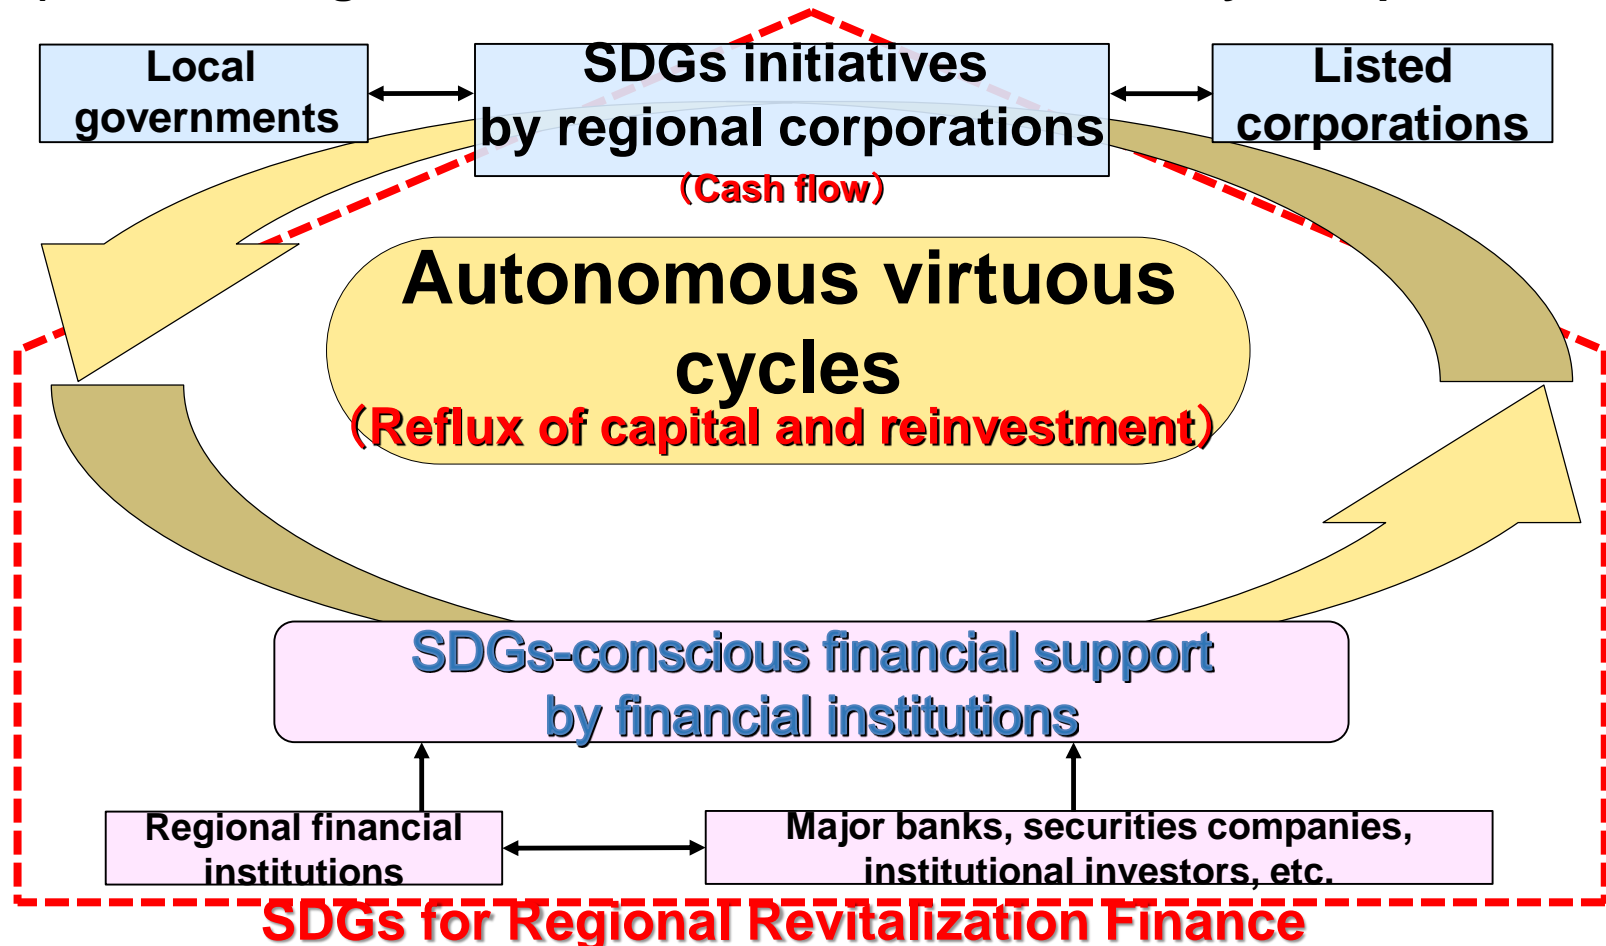 Local
governments
SDGs initiatives
by regional corporations
（Cash flow）
Listed
corporations
Autonomous virtuous
cycles
（Reflux of capital and reinvestment）
SDGs-conscious financial support
by financial institutions
Regional financial
institutions
Major banks, securities companies,
institutional investors, etc.
SDGs for Regional Revitalization Finance